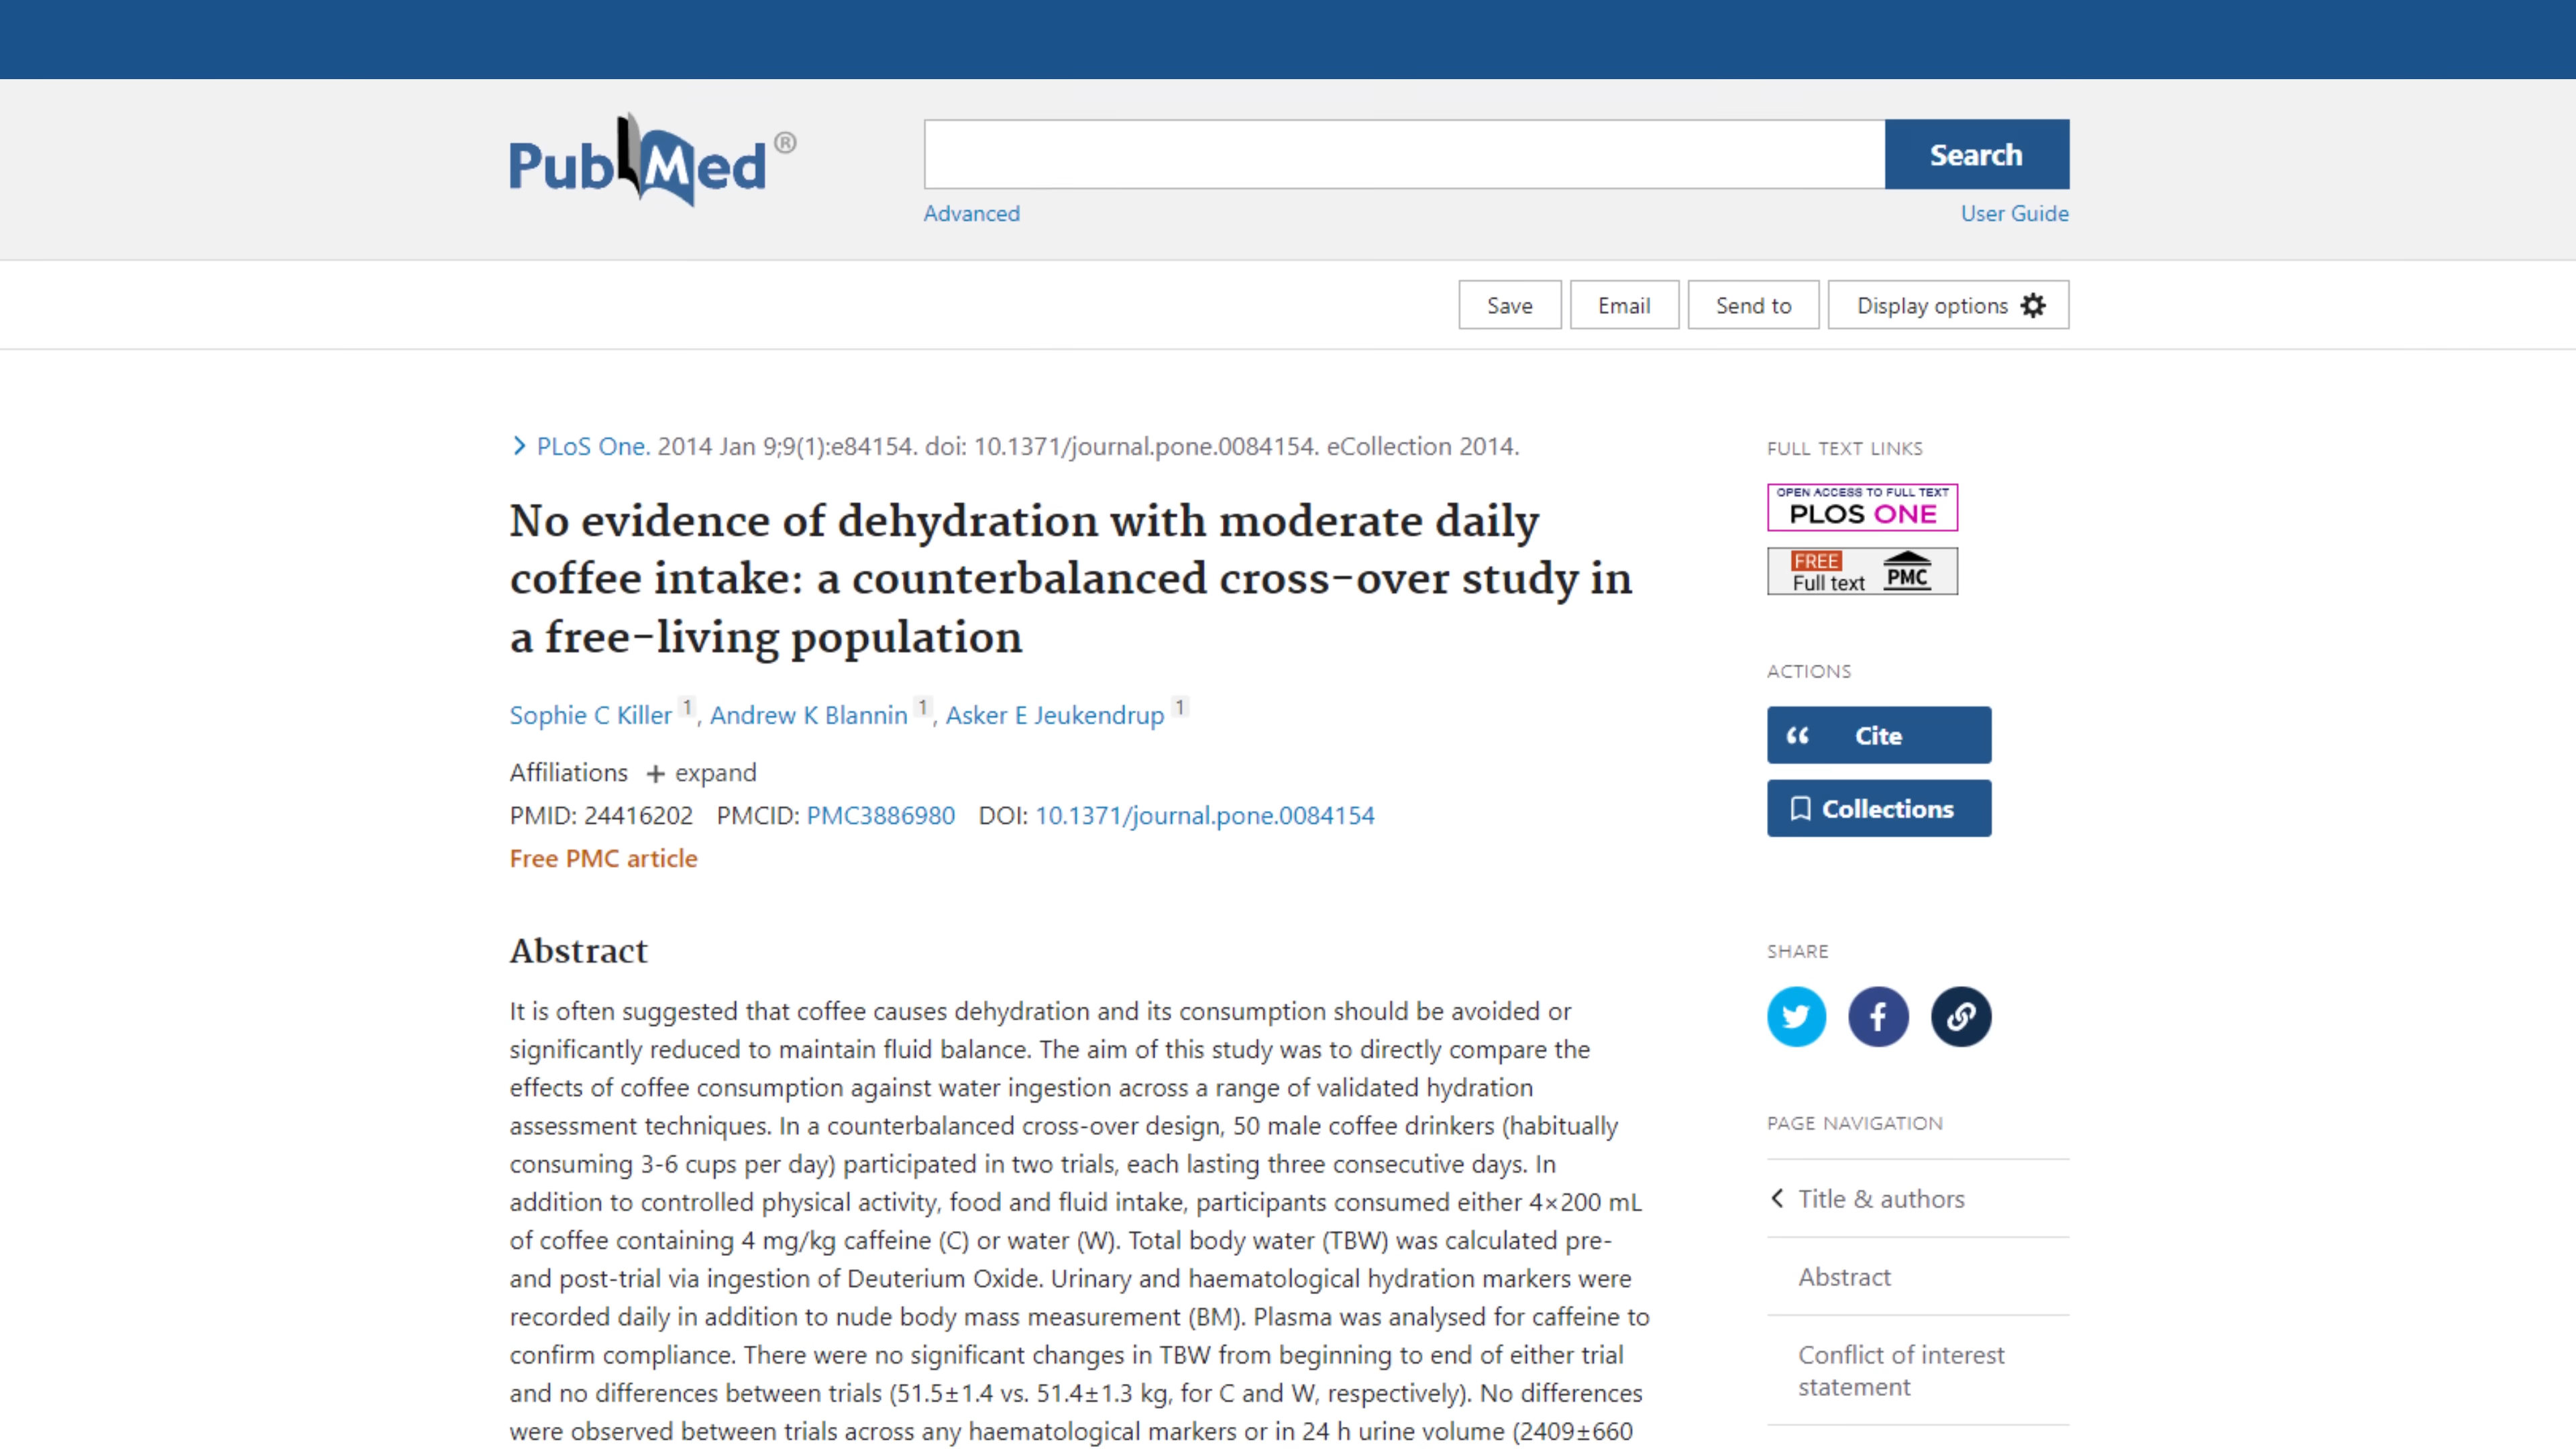 PubMed®
Search
Advanced
User Guide
Save
Email
Send to
Display options
PLoS One. 2014 Jan 9;9(1):e84154. doi: 10.1371/journal.pone.0084154. eCollection 2014.
No evidence of dehydration with moderate daily
coffee intake: a counterbalanced cross-over study in
a free-living population
Sophie C Killer 1, Andrew K Blannin 1, Asker E Jeukendrup 1
Affiliations + expand
PMID: 24416202 PMCID: PMC3886980 DOI: 10.1371/journal.pone.0084154
Free PMC article
Abstract
It is often suggested that coffee causes dehydration and its consumption should be avoided or
significantly reduced to maintain fluid balance. The aim of this study was to directly compare the
effects of coffee consumption against water ingestion across a range of validated hydration
assessment techniques. In a counterbalanced cross-over design, 50 male coffee drinkers (habitually
consuming 3-6 cups per day) participated in two trials, each lasting three consecutive days. In
addition to controlled physical activity, food and fluid intake, participants consumed either 4×200 mL
of coffee containing 4 mg/kg caffeine (C) or water (W). Total body water (TBW) was calculated pre-
and post-trial via ingestion of Deuterium Oxide. Urinary and haematological hydration markers were
recorded daily in addition to nude body mass measurement (BM). Plasma was analysed for caffeine to
confirm compliance. There were no significant changes in TBW from beginning to end of either trial
and no differences between trials (51.5±1.4 vs. 51.4±1.3 kg, for C and W, respectively). No differences
were observed between trials across any haematological markers or in 24 h urine volume (2409±660
FULL TEXT LINKS
OPEN ACCESS TO FULL TEXT
PLOS ONE
FREE
Full text
PMC
ACTIONS
Cite
Collections
SHARE
PAGE NAVIGATION
Title & authors
Abstract
Conflict of interest
statement